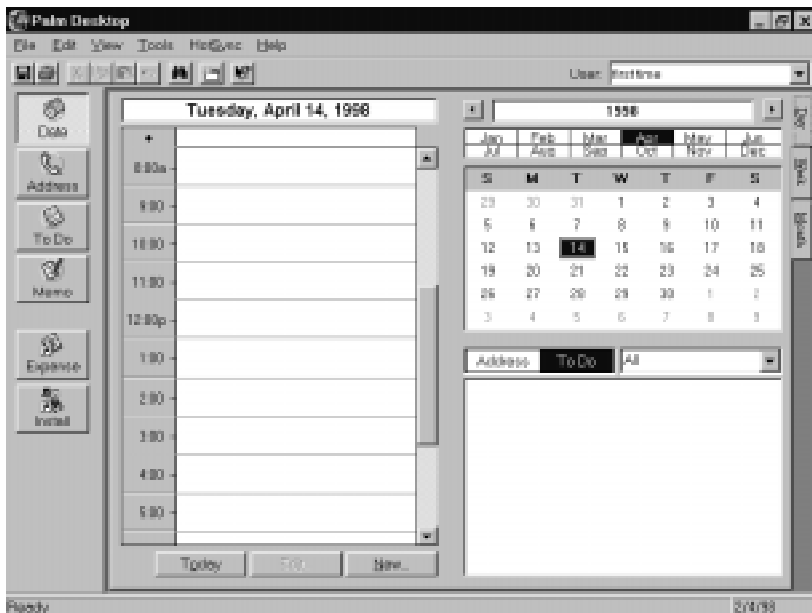 Palm Desktop
File Edit View Tools HotSync Help
User: first time
Date
Address
To Do
Memo
Expense
Install
Tuesday, April 14, 1998
8:00a
9:00
10:00
11:00
12:00p
1:00
2:00
3:00
4:00
5:00
Today Edit New...
1998
Jan Feb Mar Apr May Jun
Jul Aug Sep Oct Nov Dec
S M T W T F S
29 30 31 1 2 3 4
5 6 7 8 9 10 11
12 13 14 15 16 17 18
19 20 21 22 23 24 25
26 27 28 29 30 1 2
3 4 5 6 7 8 9
Day
Week
Month
Address To Do All
Ready 2/4/98